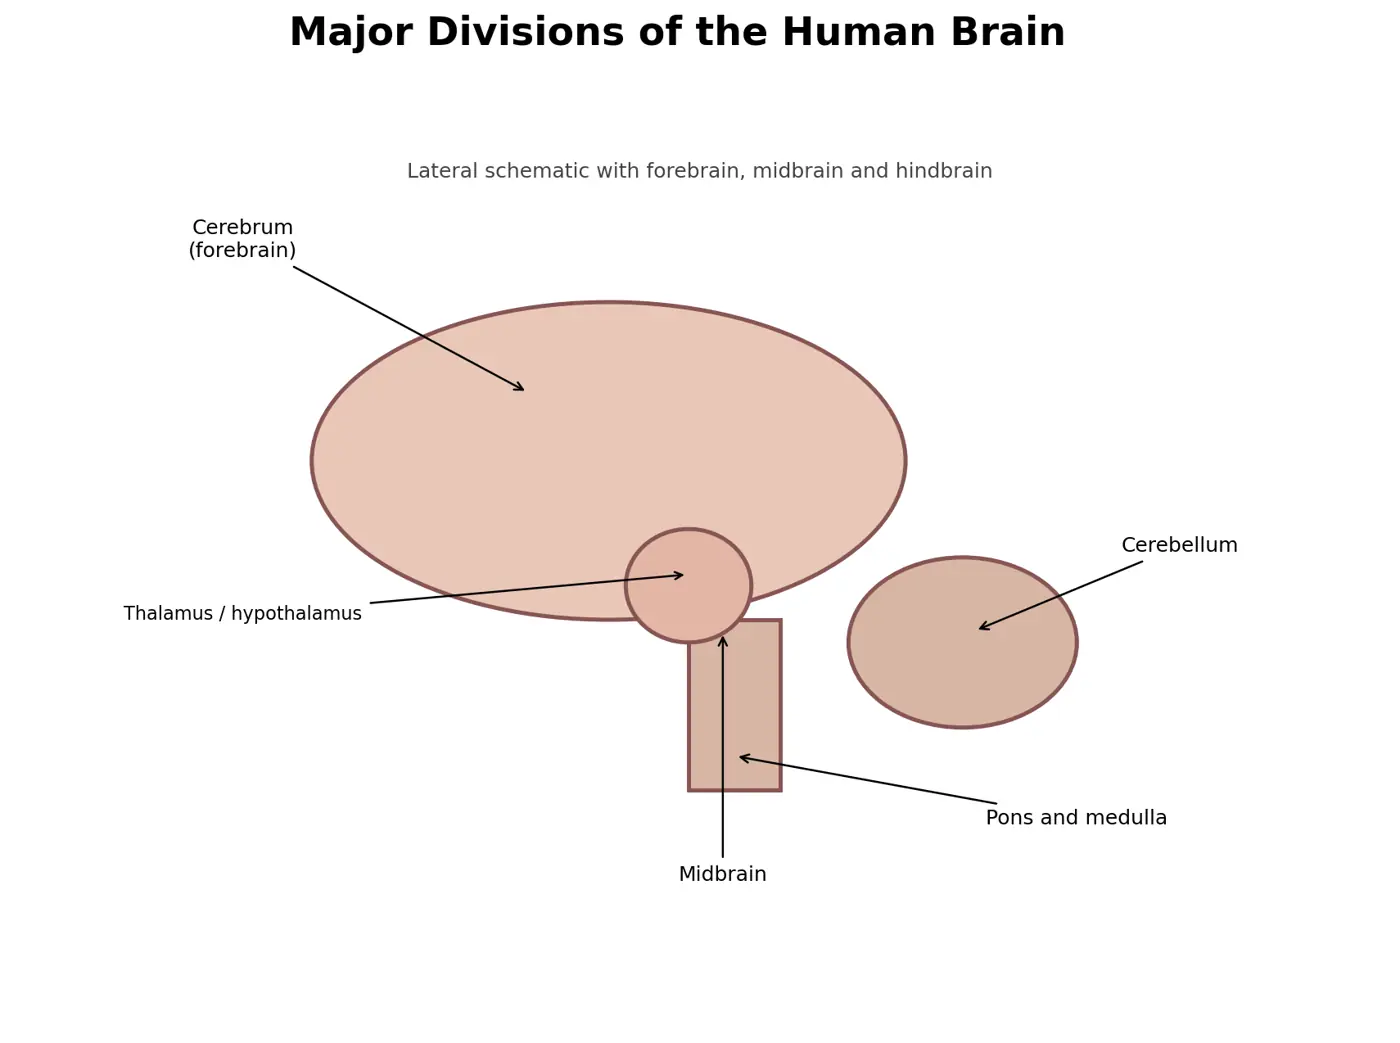 Major Divisions of the Human Brain
Lateral schematic with forebrain, midbrain and hindbrain
Cerebrum
(forebrain)
Cerebellum
Thalamus / hypothalamus
Pons and medulla
Midbrain